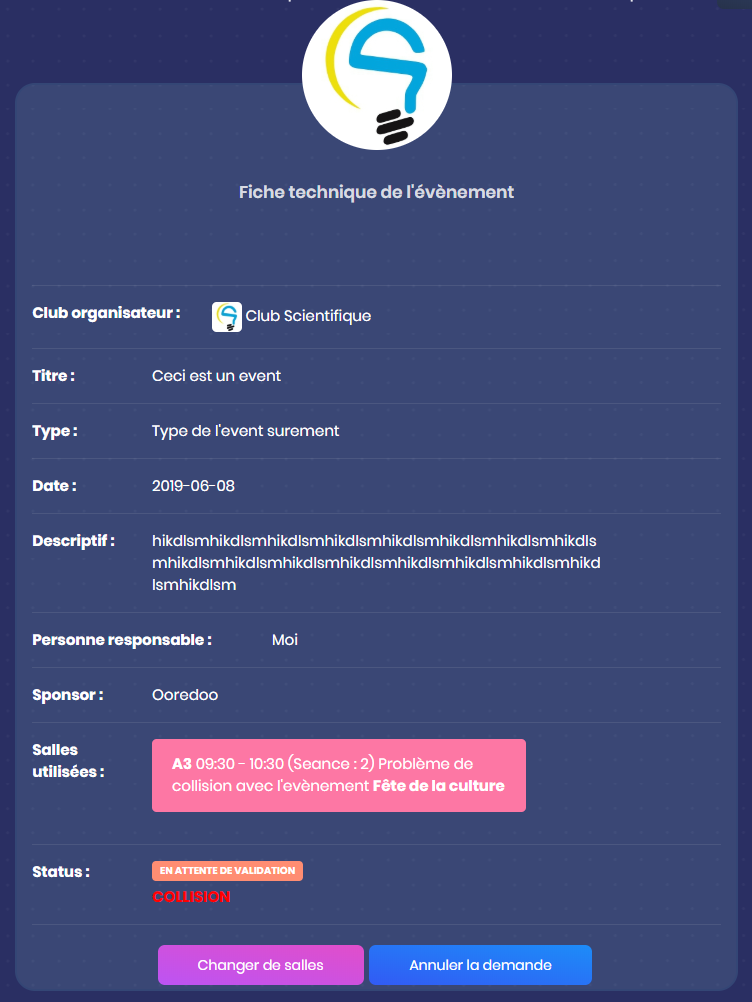 Fiche technique de l'évènement
Club organisateur : Club Scientifique
Titre : Ceci est un event
Type : Type de l'event surement
Date : 2019-06-08
Descriptif : hikdlsmhikdlsmhikdlsmhikdlsmhikdlsmhikdlsmhikdlsmhikdls
mhikdlsmhikdlsmhikdlsmhikdlsmhikdlsmhikdlsmhikdlsmhikd
lsmhikdlsm
Personne responsable : Moi
Sponsor : Ooredoo
Salles
utilisées :
A3 09:30 - 10:30 (Seance : 2) Problème de
collision avec l'evènement Fête de la culture
Status : EN ATTENTE DE VALIDATION
COLLISION
Changer de salles Annuler la demande